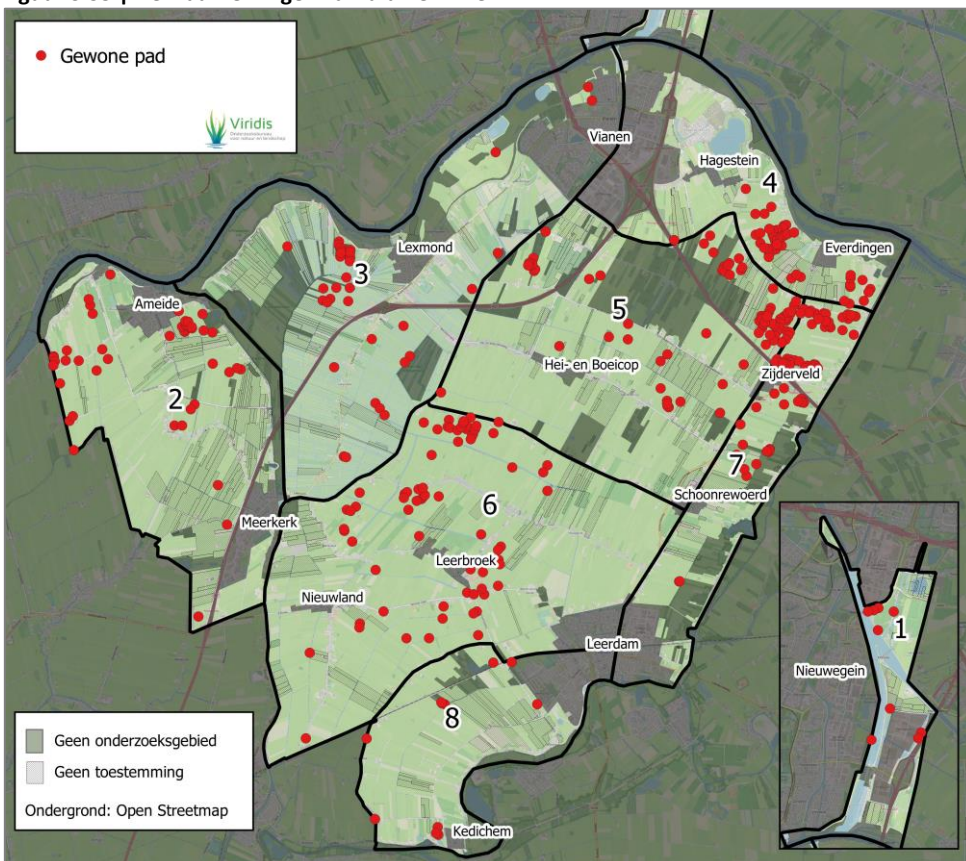 Gewone pad
Viridis
Vianen
Hagestein
4
Everdingen
Lexmond
3
Ameide
5
Hei- en Boeicop
Zijderveld
2
7
Schoonrewoerd
6
Meerkerk
Leerbroek
Nieuwland
1
Leerdam
Nieuwegein
8
Geen onderzoeksgebied
Geen toestemming
Ondergrond: Open Streetmap
Kedichem